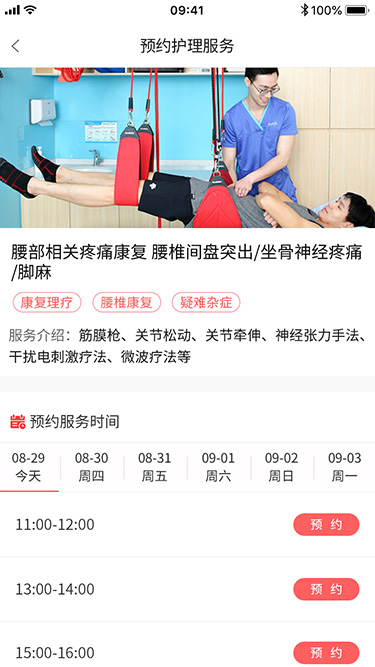 09:41
100%
预约护理服务
腰部相关疼痛康复 腰椎间盘突出/坐骨神经疼痛
/脚麻
康复理疗 腰椎康复 疑难杂症
服务介绍：筋膜枪、关节松动、关节牵伸、神经张力手法、
干扰电刺激疗法、微波疗法等
预约服务时间
08-29 08-30 08-31 09-01 09-02 09-03
今天 周四 周五 周六 周日 周一
11:00-12:00 预 约
13:00-14:00 预 约
15:00-16:00 预 约